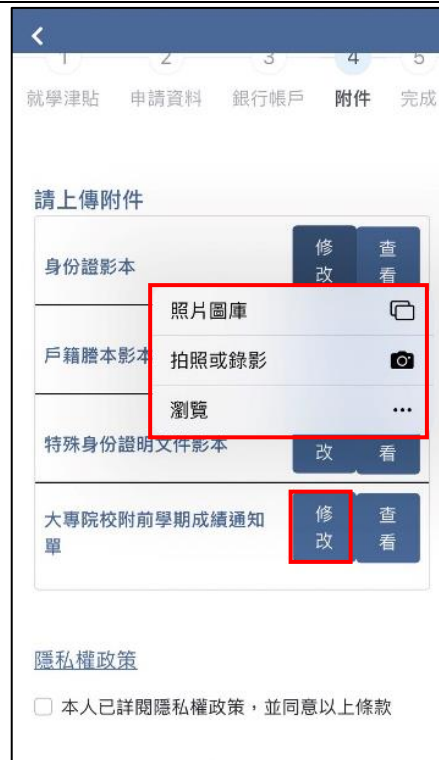 1 2 3 4 5
就學津貼 申請資料 銀行帳戶 附件 完成
請上傳附件
身份證影本
修改
查看
照片圖庫
戶籍謄本影本
拍照或錄影
瀏覽
特殊身份證明文件影本
改
看
大專院校附前學期成績通知
單
修改
查看
隱私權政策
本人已詳閱隱私權政策，並同意以上條款